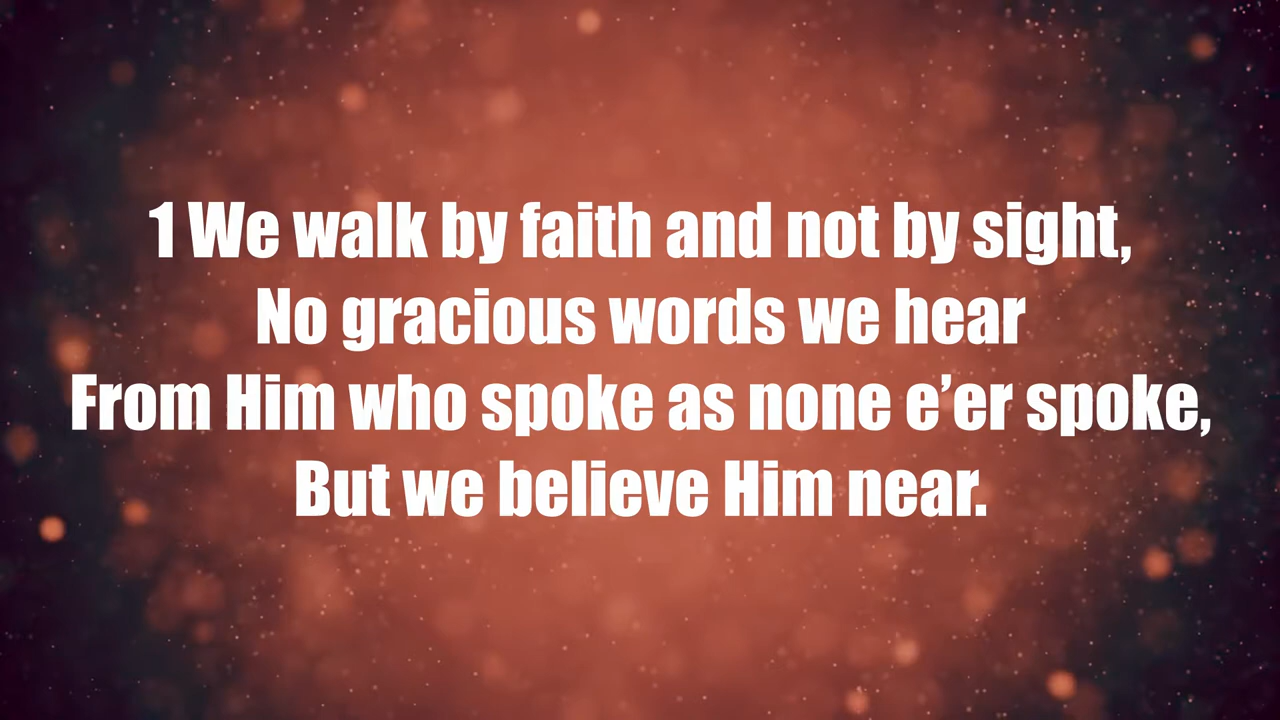 1 We walk by faith and not by sight,
No gracious words we hear
From Him who spoke as none e’er spoke,
But we believe Him near.